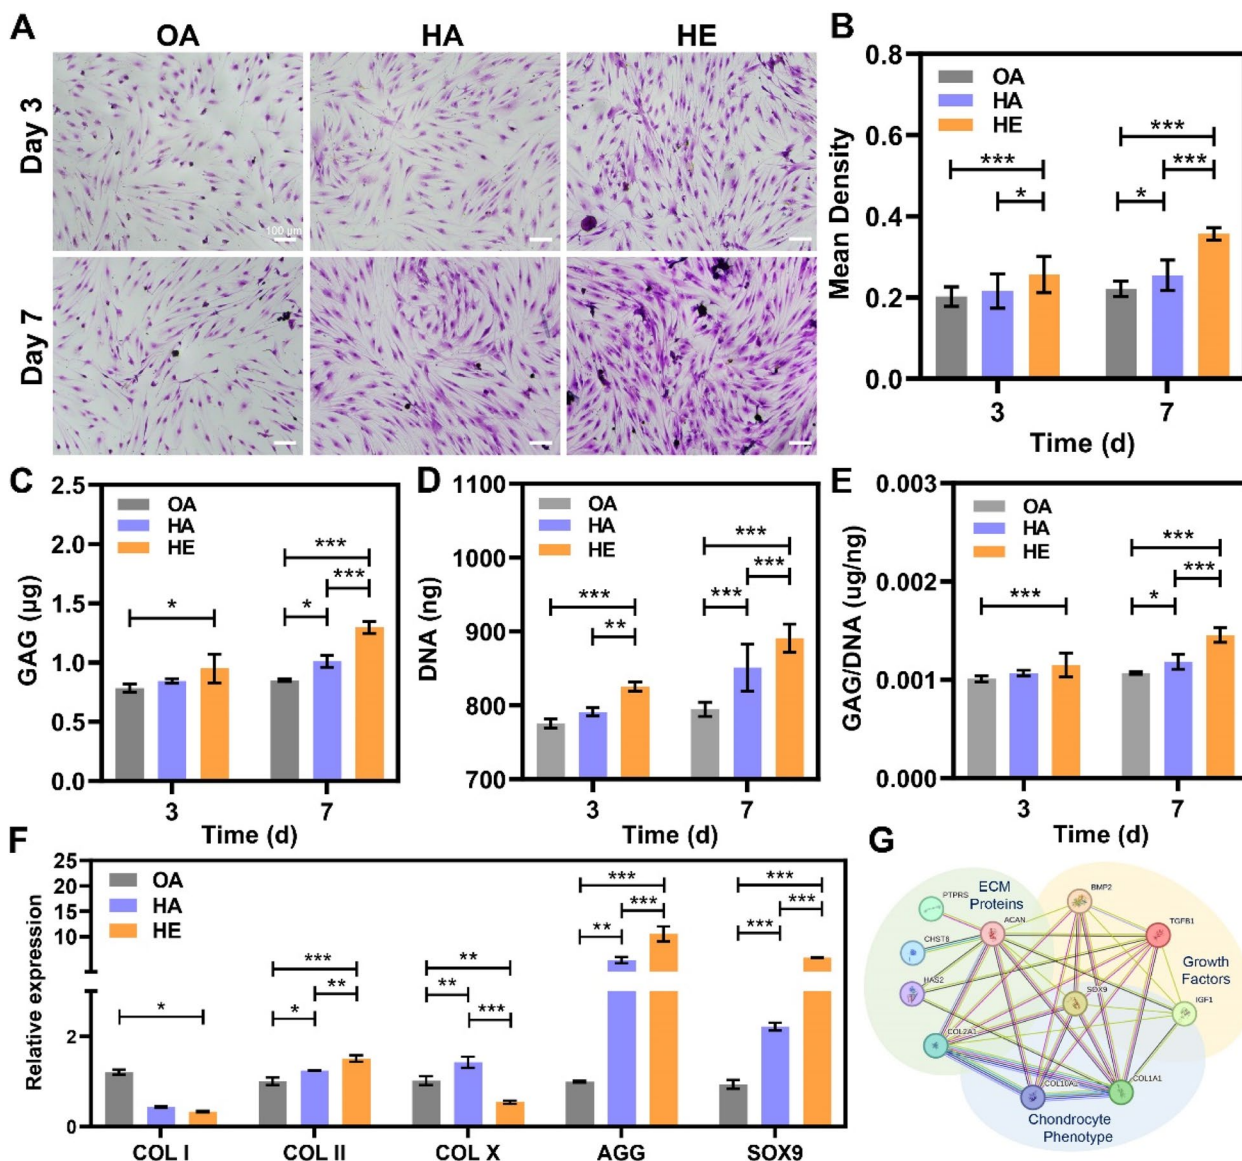 A
OA
HA
HE
Day 3
Day 7
100 μm
B
0.8
0.6
0.4
0.2
0.0
Mean Density
OA
HA
HE
***
*
***
***
*
3
7
Time (d)
C
2.5
2.0
1.5
1.0
0.5
0.0
GAG (μg)
OA
HA
HE
*
***
***
*
3
7
Time (d)
D
1100
1000
900
800
700
DNA (ng)
OA
HA
HE
***
**
***
***
***
3
7
Time (d)
E
0.003
0.002
0.001
0.000
GAG/DNA (ug/ng)
OA
HA
HE
***
***
***
*
3
7
Time (d)
F
25
20
15
10
2
0
Relative expression
OA
HA
HE
*
***
**
*
**
**
***
***
***
**
***
***
***
COL I
COL II
COL X
AGG
SOX9
G
ECM
Proteins
PTPRS
ACAN
BMP2
TGFB1
CHST6
HAS2
Growth
Factors
SOX9
IGF1
COL2A1
COL10A1
COL1A1
Chondrocyte
Phenotype